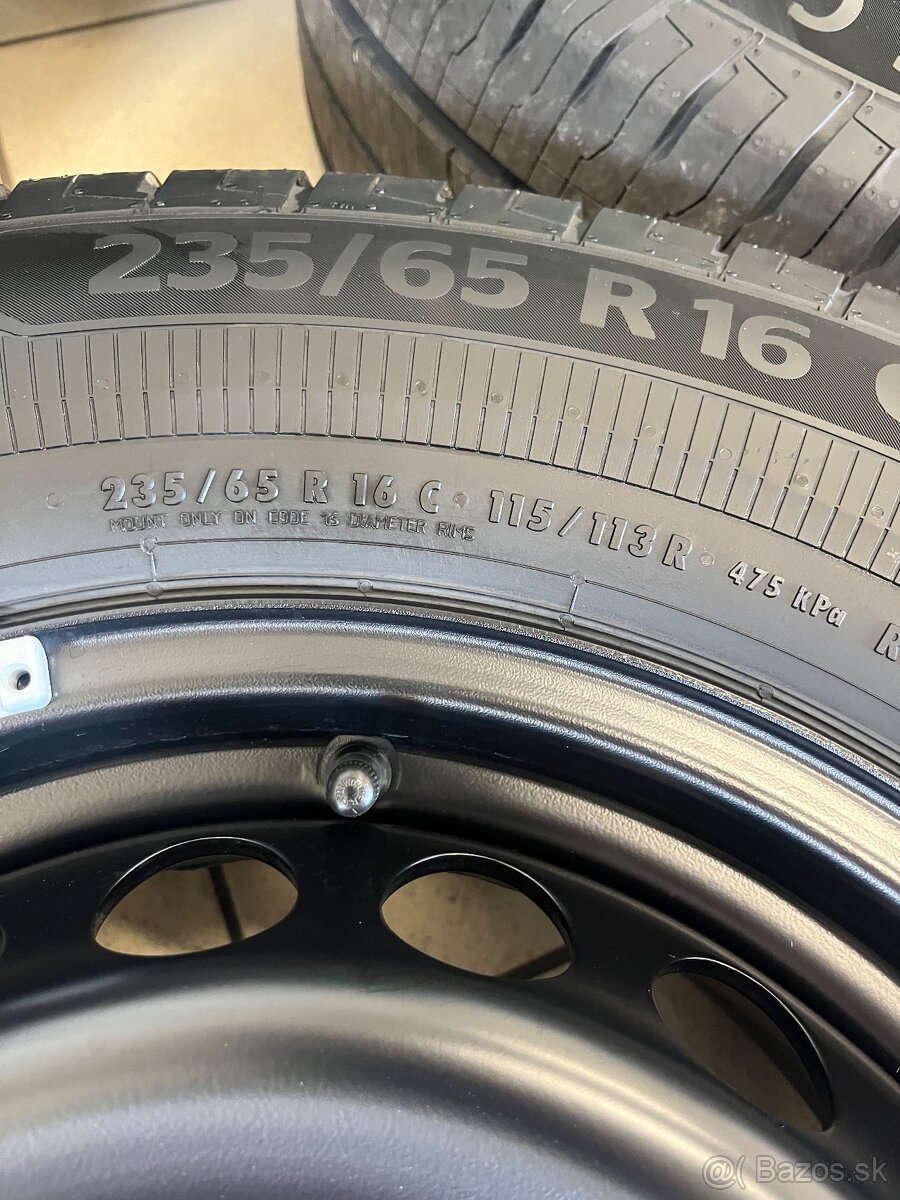 235/65 R 16 C
235/65 R 16 C 115/113 R 475 kPa R
MOUNT ONLY ON CODE 16 DIAMETER RIMS
@( Bazos.sk